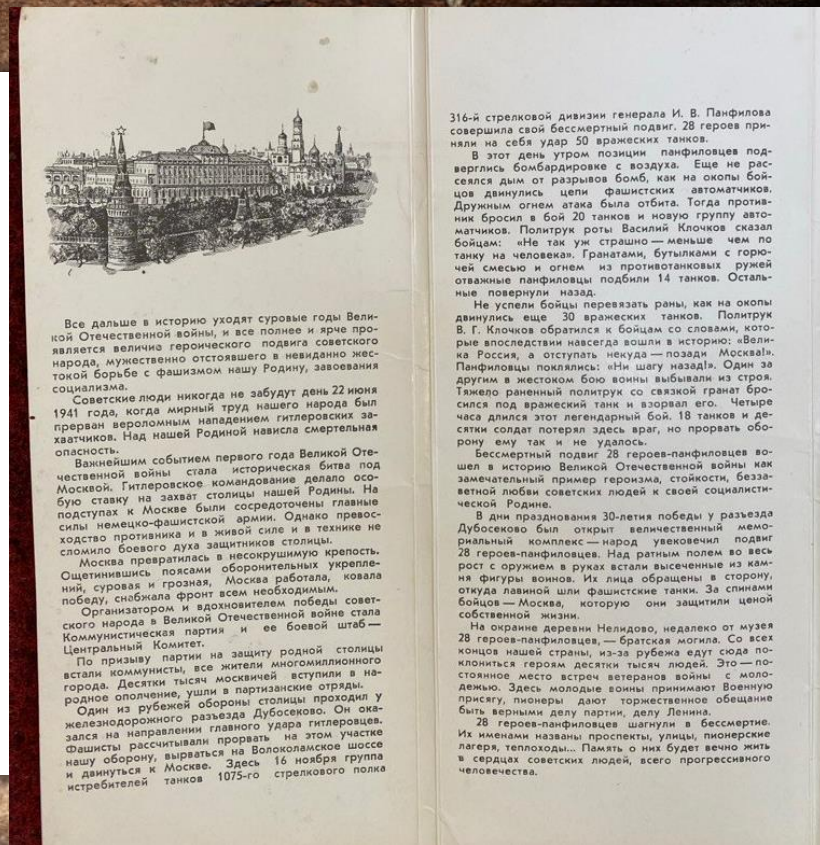 Все дальше в историю уходят суровые годы Вели-
кой Отечественной войны, и все полнее и ярче про-
является величие героического подвига советского
народа, мужественно отстоявшего в невиданно жес-
токой борьбе с фашизмом нашу Родину, завоевания
социализма.
Советские люди никогда не забудут день 22 июня
1941 года, когда мирный труд нашего народа был
прерван вероломным нападением гитлеровских за-
хватчиков. Над нашей Родиной нависла смертельная
опасность.
Важнейшим событием первого года Великой Оте-
чественной войны стала историческая битва под
Москвой. Гитлеровское командование делало осо-
бую ставку на захват столицы нашей Родины. На
подступах к Москве были сосредоточены главные
силы немецко-фашистской армии. Однако превос-
ходство противника и в живой силе и в технике не
сломило боевого духа защитников столицы.
Москва превратилась в несокрушимую крепость.
Ощетинившись поясами оборонительных укрепле-
ний, суровая и грозная, Москва работала, ковала
победу, снабжала фронт всем необходимым.
Организатором и вдохновителем победы совет-
ского народа в Великой Отечественной войне стала
Коммунистическая партия и ее боевой штаб —
Центральный Комитет.
По призыву партии на защиту родной столицы
встали коммунисты, все жители многомиллионного
города. Десятки тысяч москвичей вступили в на-
родное ополчение, ушли в партизанские отряды.
Один из рубежей обороны столицы проходил у
железнодорожного разъезда Дубосеково. Он ока-
зался на направлении главного удара гитлеровцев.
Фашисты рассчитывали прорвать на этом участке
нашу оборону, вырваться на Волоколамское шоссе
и двинуться к Москве. Здесь 16 ноября группа
истребителей танков 1075-го стрелкового полка
316-й стрелковой дивизии генерала И. В. Панфилова
совершила свой бессмертный подвиг. 28 героев при-
няли на себя удар 50 вражеских танков.
В этот день утром позиции панфиловцев под-
верглись бомбардировке с воздуха. Еще не рас-
сеялся дым от разрывов бомб, как на окопы бой-
цов двинулись цепи фашистских автоматчиков.
Дружным огнем атака была отбита. Тогда против-
ник бросил в бой 20 танков и новую группу авто-
матчиков. Политрук роты Василий Клочков сказал
бойцам: «Не так уж страшно — меньше чем по
танку на человека». Гранатами, бутылками с горю-
чей смесью и огнем из противотанковых ружей
отважные панфиловцы подбили 14 танков. Осталь-
ные повернули назад.
Не успели бойцы перевязать раны, как на окопы
двинулись еще 30 вражеских танков. Политрук
В. Г. Клочков обратился к бойцам со словами, кото-
рые впоследствии навсегда вошли в историю: «Вели-
ка Россия, а отступать некуда — позади Москва!».
Панфиловцы поклялись: «Ни шагу назад!». Один за
другим в жестоком бою воины выбывали из строя.
Тяжело раненный политрук со связкой гранат бро-
сился под вражеский танк и взорвал его. Четыре
часа длился этот легендарный бой. 18 танков и де-
сятки солдат потерял здесь враг, но прорвать обо-
рону ему так и не удалось.
Бессмертный подвиг 28 героев-панфиловцев во-
шел в историю Великой Отечественной войны как
замечательный пример героизма, стойкости, безза-
ветной любви советских людей к своей социалисти-
ческой Родине.
В дни празднования 30-летия победы у разъезда
Дубосеково был открыт величественный мемо-
риальный комплекс — народ увековечил подвиг
28 героев-панфиловцев. Над ратным полем во весь
рост с оружием в руках встали высеченные из кам-
ня фигуры воинов. Их лица обращены в сторону,
откуда лавиной шли фашистские танки. За спинами
бойцов — Москва, которую они защитили ценой
собственной жизни.
На окраине деревни Нелидово, недалеко от музея
28 героев-панфиловцев, — братская могила. Со всех
концов нашей страны, из-за рубежа едут сюда по-
клониться героям десятки тысяч людей. Это — по-
стоянное место встреч ветеранов войны с моло-
дежью. Здесь молодые воины принимают Военную
присягу, пионеры дают торжественное обещание
быть верными делу партии, делу Ленина.
28 героев-панфиловцев шагнули в бессмертие.
Их именами названы проспекты, улицы, пионерские
лагеря, теплоходы... Память о них будет вечно жить
в сердцах советских людей, всего прогрессивного
человечества.